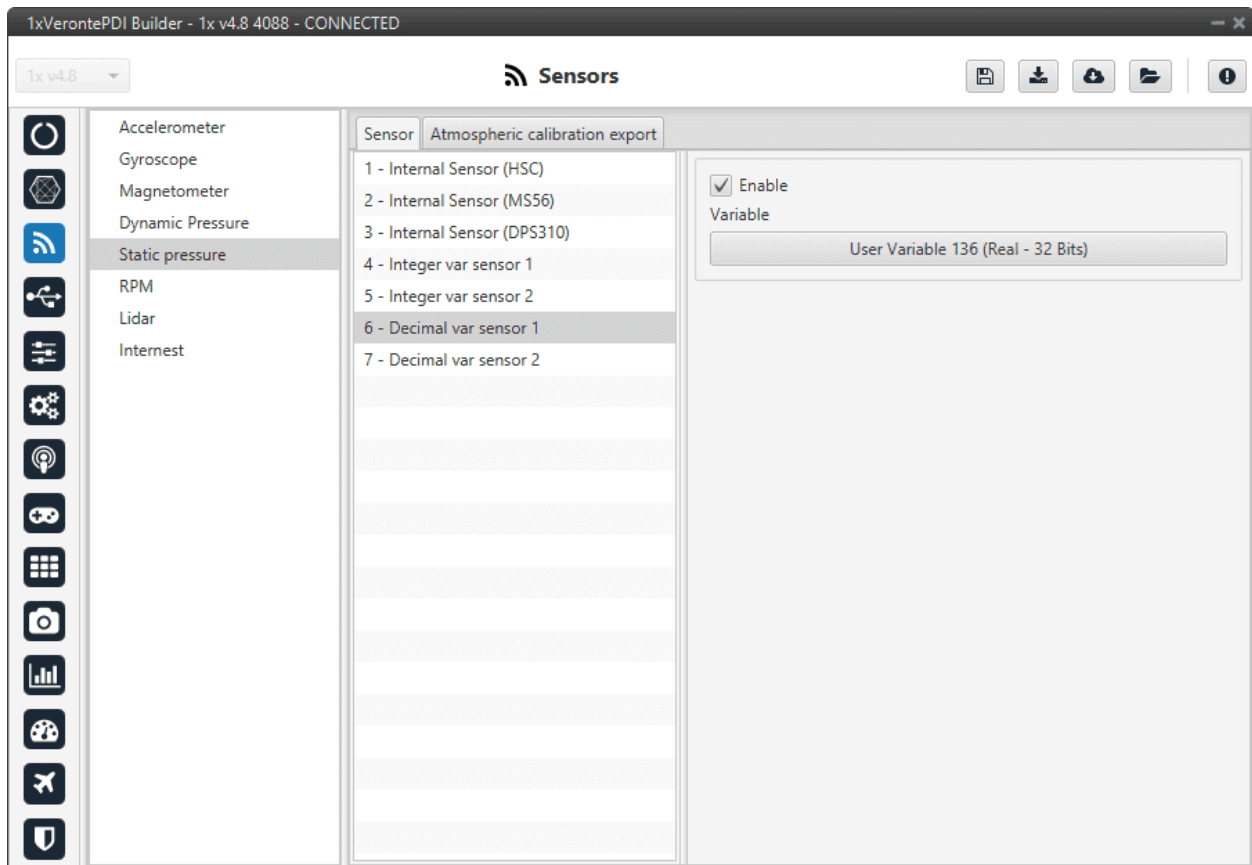 1xVerontePDI Builder - 1x v4.8 4088 - CONNECTED
1x v4.8
Sensors
Accelerometer
Gyroscope
Magnetometer
Dynamic Pressure
Static pressure
RPM
Lidar
Internest
Sensor
Atmospheric calibration export
1 - Internal Sensor (HSC)
2 - Internal Sensor (MS56)
3 - Internal Sensor (DPS310)
4 - Integer var sensor 1
5 - Integer var sensor 2
6 - Decimal var sensor 1
7 - Decimal var sensor 2
Enable
Variable
User Variable 136 (Real - 32 Bits)